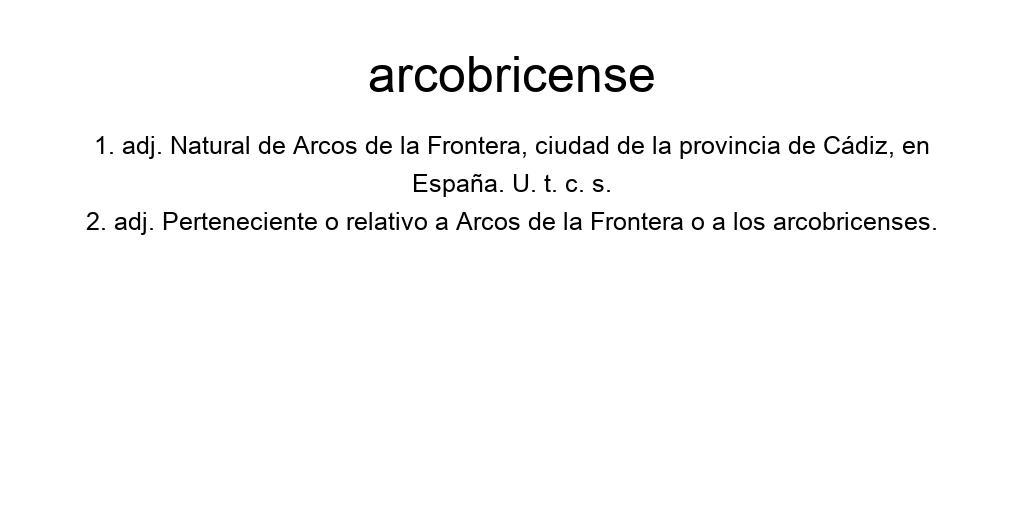 arcobricense
1. adj. Natural de Arcos de la Frontera, ciudad de la provincia de Cádiz, en
España. U. t. c. s.
2. adj. Perteneciente o relativo a Arcos de la Frontera o a los arcobricenses.